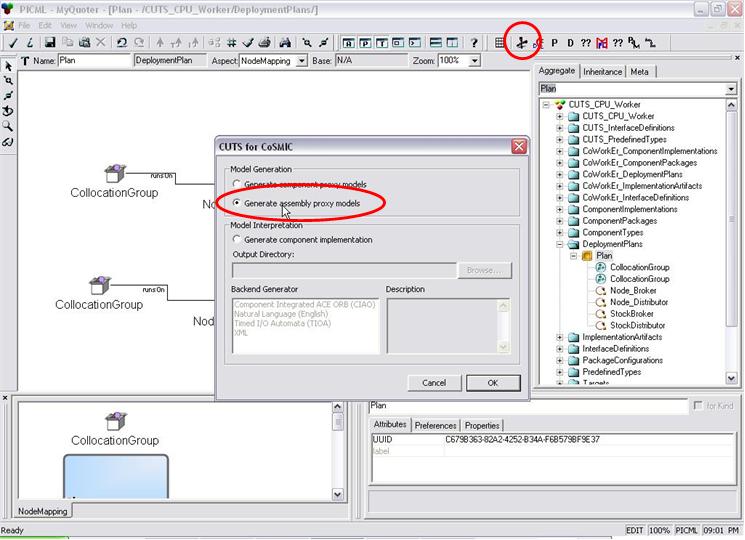 PICML - MyQuoter - [Plan - /CUTS_CPU_Worker/DeploymentPlans/]
File Edit View Window Help
A P T
? P D ?? ??
Name: Plan DeploymentPlan Aspect: NodeMapping Base: N/A Zoom: 100%
Aggregate Inheritance Meta
Plan
CUTS_CPU_Worker
CUTS_CPU_Worker
CUTS_InterfaceDefinitions
CUTS_PredefinedTypes
CoWorkEr_ComponentImplementations
CoWorkEr_ComponentPackages
CoWorkEr_DeploymentPlans
CoWorkEr_ImplementationArtifacts
CoWorkEr_InterfaceDefinitions
ComponentImplementations
ComponentPackages
ComponentTypes
DeploymentPlans
Plan
CollocationGroup
CollocationGroup
Node_Broker
Node_Distributor
StockBroker
StockDistributor
ImplementationArtifacts
InterfaceDefinitions
PackageConfigurations
PredefinedTypes
Targets
runsOn
CollocationGroup
No
runsOn
CollocationGroup
Nod
CUTS for CoSMIC
Model Generation
Generate component proxy models
Generate assembly proxy models
Model Interpretation
Generate component implementation
Output Directory:
Browse...
Backend Generator
Description
Component Integrated ACE ORB (CIAO)
Natural Language (English)
Timed I/O Automata (TIOA)
XML
Cancel OK
CollocationGroup
NodeMapping
Plan
for Kind
Attributes Preferences Properties
UUID C679B363-82A2-4252-B34A-F6B579BF9E37
label
Ready
EDIT 100% PICML 09:01 PM